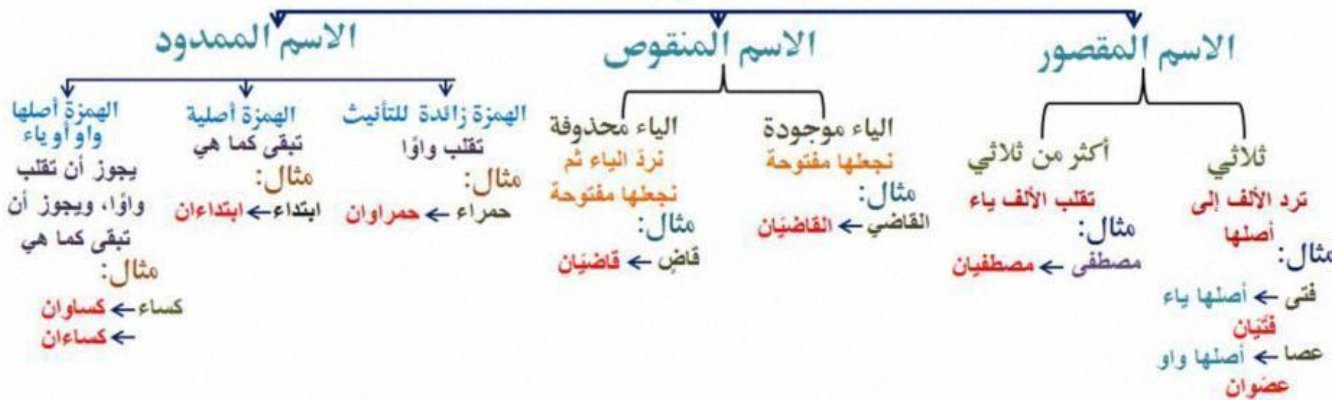 الاسم المقصور
ثلاثي
ترد الألف إلى
أصلها
مثال:
فتى ← أصلها ياء
فَتَيَان
عصا ← أصلها واو
عصَوان
أكثر من ثلاثي
تقلب الألف ياء
مثال:
مصطفى ← مصطفيان
الاسم المنقوص
الياء موجودة
نجعلها مفتوحة
مثال:
القاضي ← القاضيَان
الياء محذوفة
نردّ الياء ثم
نجعلها مفتوحة
مثال:
قاضٍ ← قاضيَان
الاسم الممدود
الهمزة زائدة للتأنيث
تقلب واوًا
مثال:
حمراء ← حمراوان
الهمزة أصلية
تبقى كما هي
مثال:
ابتداء ← ابتداءان
الهمزة أصلها
واو أو ياء
يجوز أن تقلب
واوًا، ويجوز أن
تبقى كما هي
مثال:
كساء ← كساوان
← كساءان